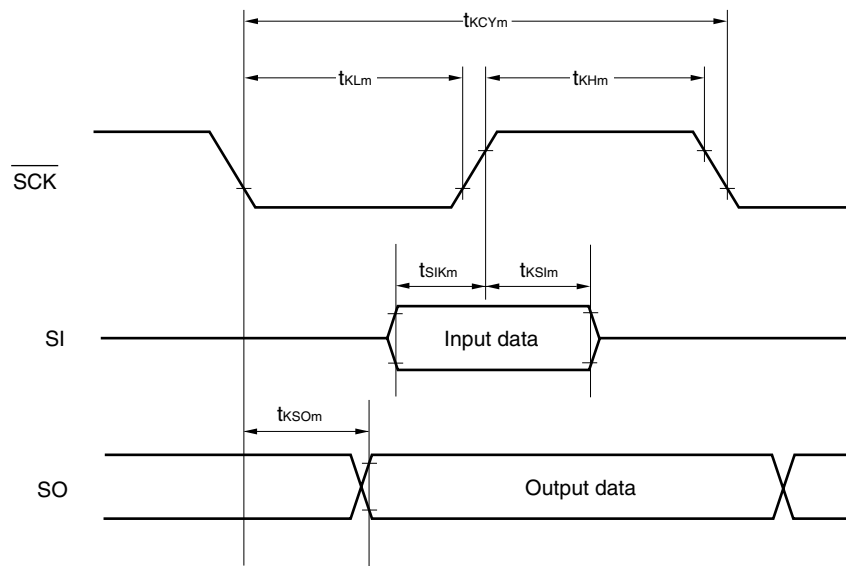 tKCYm
tKLm
tKHm
SCK
tSIKm
tKSIm
SI
Input data
tKSOm
SO
Output data